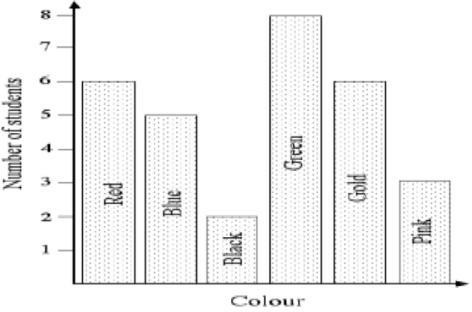 Number of students
8
7
6
5
4
3
2
1
Red
Blue
Black
Green
Gold
Pink
Colour